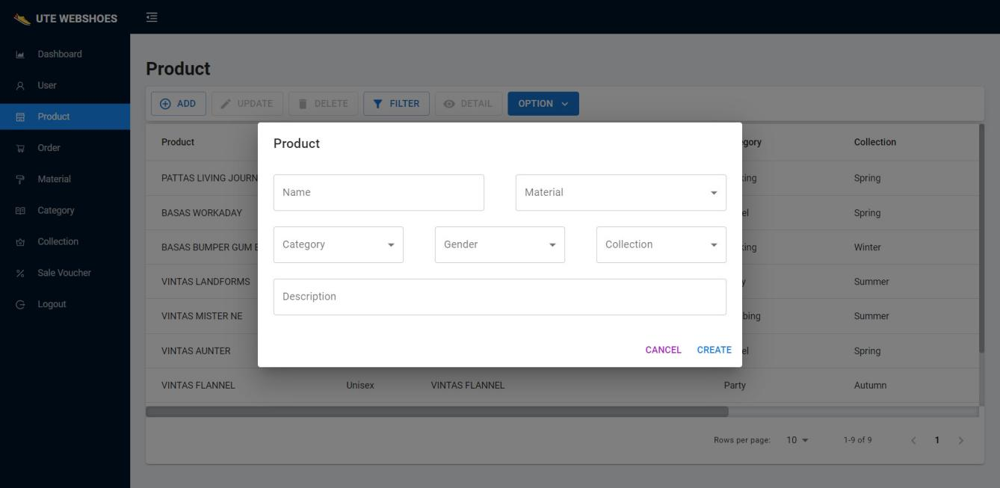 UTE WEBSHOES
Dashboard
User
Product
Order
Material
Category
Collection
Sale Voucher
Logout
Product
ADD UPDATE DELETE FILTER DETAIL OPTION
Product egory Collection
PATTAS LIVING JOURN king Spring
BASAS WORKADAY el Spring
BASAS BUMPER GUM E king Winter
VINTAS LANDFORMS y Summer
VINTAS MISTER NE bing Summer
VINTAS AUNTER el Spring
VINTAS FLANNEL Unisex VINTAS FLANNEL Party Autumn
Rows per page: 10 1-9 of 9 1
Product
Name Material
Category Gender Collection
Description
CANCEL CREATE